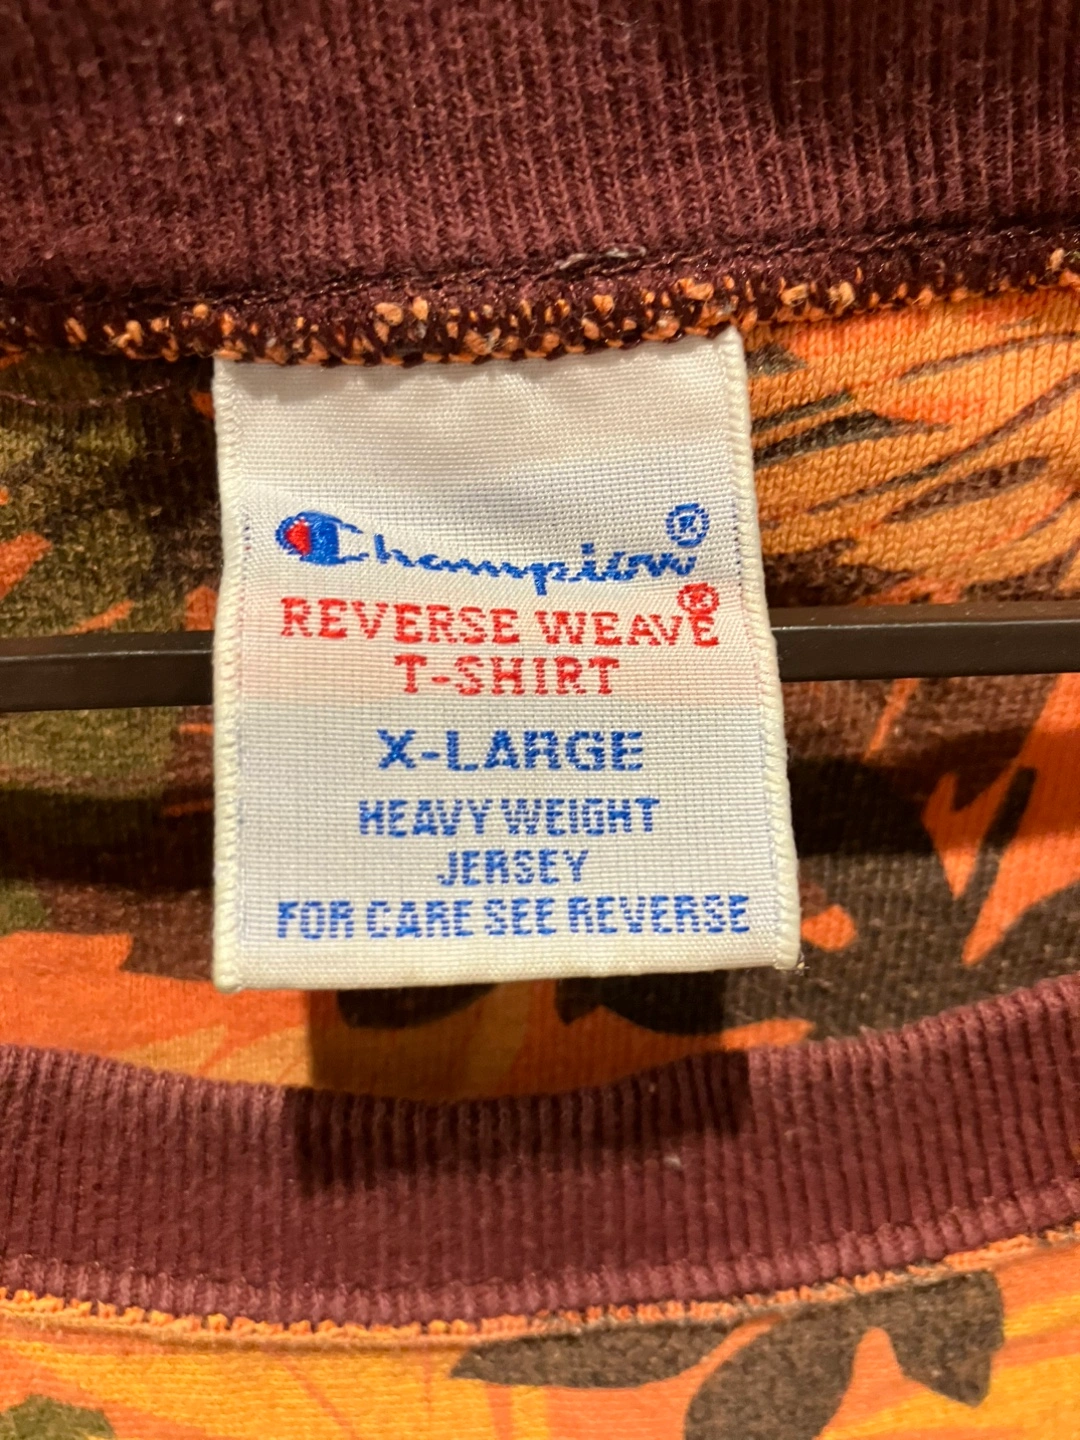 Champion®
REVERSE WEAVE®
T-SHIRT
X-LARGE
HEAVY WEIGHT
JERSEY
FOR CARE SEE REVERSE